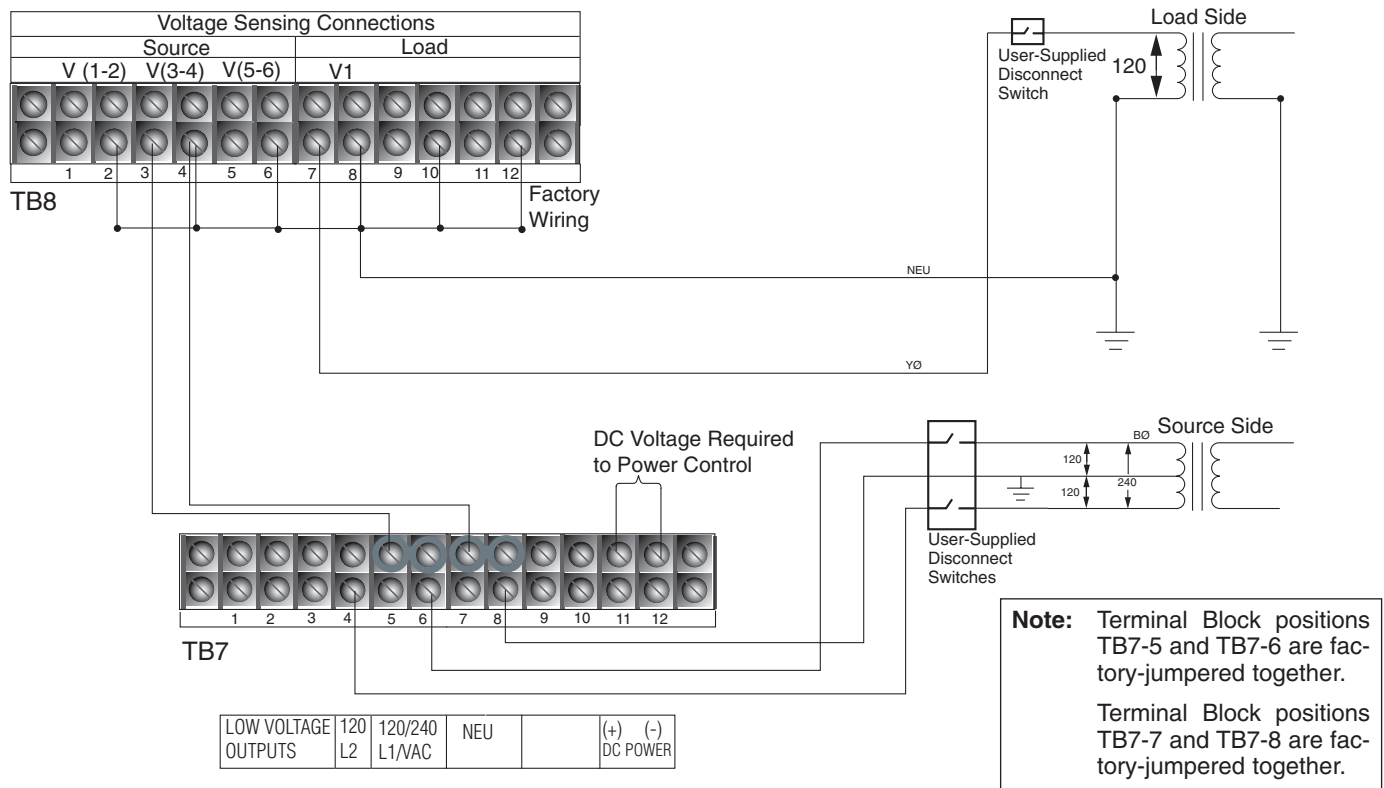 Voltage Sensing Connections
Source Load
V (1-2) V(3-4) V(5-6) V1
1 2 3 4 5 6 7 8 9 10 11 12
TB8
Factory
Wiring
Load Side
User-Supplied
Disconnect
Switch
120
NEU
YØ
DC Voltage Required
to Power Control
Source Side
BØ
120
240
120
User-Supplied
Disconnect
Switches
1 2 3 4 5 6 7 8 9 10 11 12
TB7
LOW VOLTAGE 120 120/240 NEU (+) (-)
OUTPUTS L2 L1/VAC DC POWER
Note: Terminal Block positions
TB7-5 and TB7-6 are fac-
tory-jumpered together.
Terminal Block positions
TB7-7 and TB7-8 are fac-
tory-jumpered together.